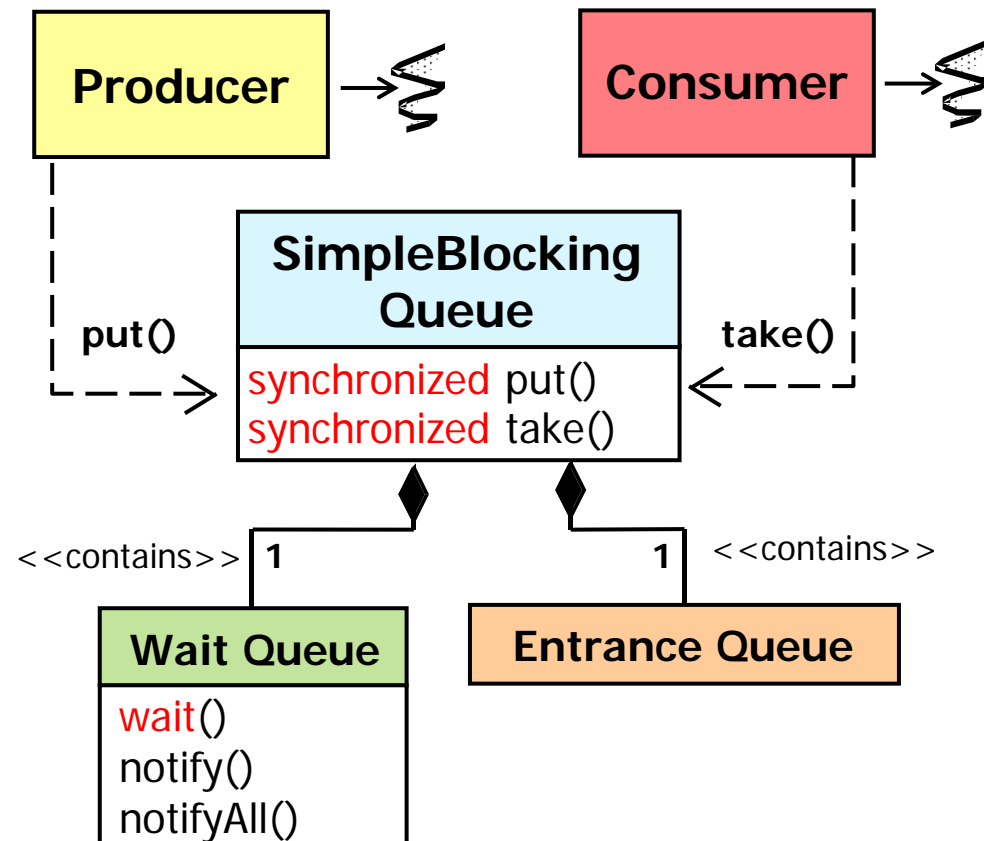 Producer
Consumer
SimpleBlocking
Queue
put()
take()
synchronized put()
synchronized take()
<<contains>>
1
1
<<contains>>
Wait Queue
Entrance Queue
wait()
notify()
notifyAll()